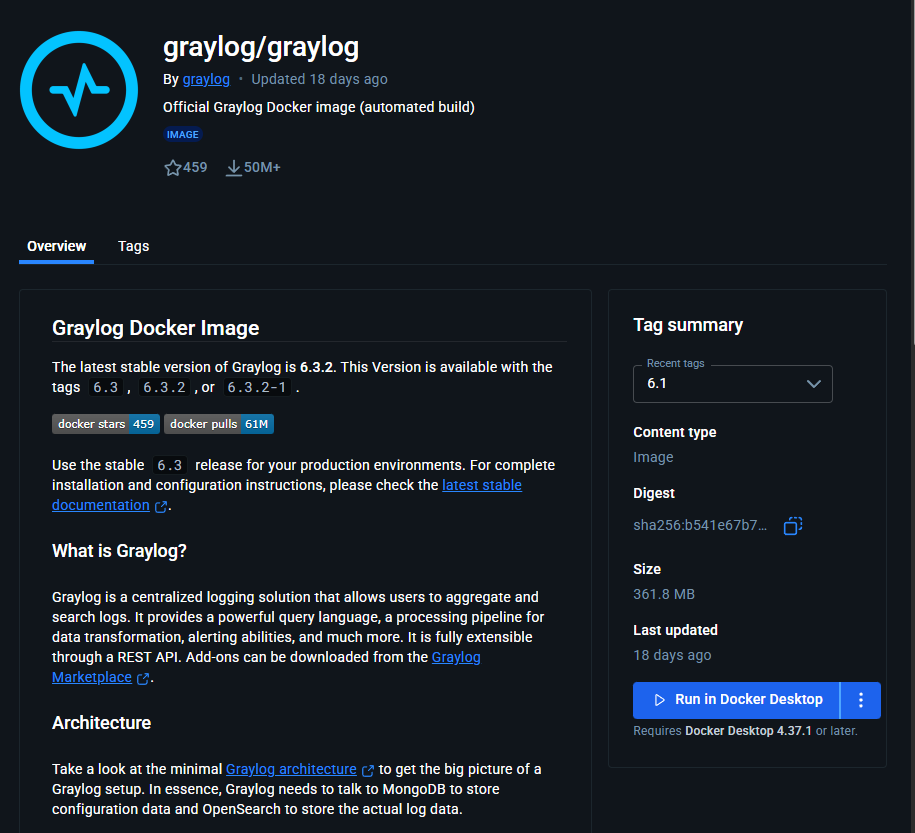 graylog/graylog
By graylog · Updated 18 days ago
Official Graylog Docker image (automated build)
IMAGE
459 50M+
Overview Tags
Graylog Docker Image
The latest stable version of Graylog is 6.3.2. This Version is available with the
tags 6.3 , 6.3.2 , or 6.3.2-1 .
docker stars 459 docker pulls 61M
Use the stable 6.3 release for your production environments. For complete
installation and configuration instructions, please check the latest stable
documentation .
What is Graylog?
Graylog is a centralized logging solution that allows users to aggregate and
search logs. It provides a powerful query language, a processing pipeline for
data transformation, alerting abilities, and much more. It is fully extensible
through a REST API. Add-ons can be downloaded from the Graylog
Marketplace .
Architecture
Take a look at the minimal Graylog architecture to get the big picture of a
Graylog setup. In essence, Graylog needs to talk to MongoDB to store
configuration data and OpenSearch to store the actual log data.
Tag summary
Recent tags
6.1
Content type
Image
Digest
sha256:b541e67b7...
Size
361.8 MB
Last updated
18 days ago
Run in Docker Desktop
Requires Docker Desktop 4.37.1 or later.